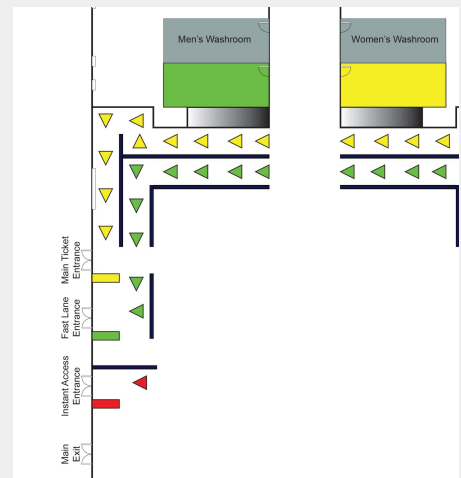 Men's Washroom
Women's Washroom
Main Ticket
Entrance
Fast Lane
Entrance
Instant Access
Entrance
Main
Exit